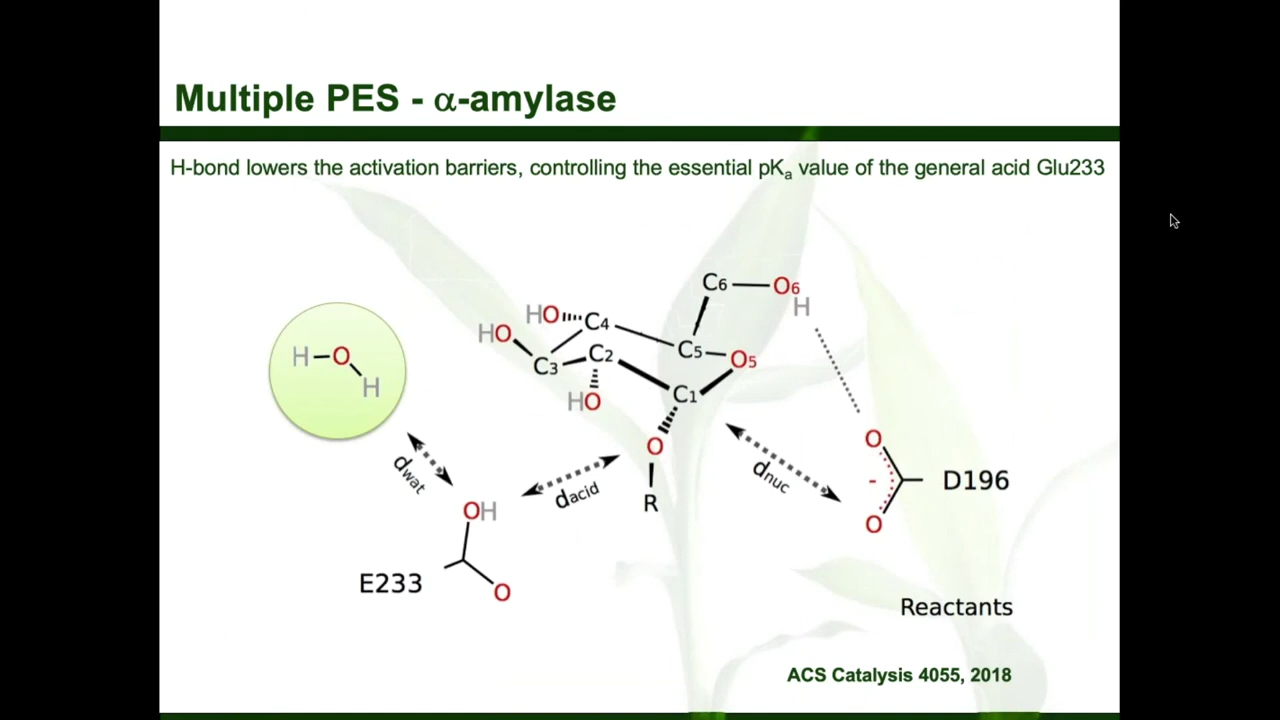 Multiple PES - α-amylase
H-bond lowers the activation barriers, controlling the essential pKa value of the general acid Glu233
C6 O6
H
HO C4
HO
C5 O5
C2
C3
H O
H
C1
HO
O
O
dwat
dacid
dnuc
- D196
R
OH
O
E233
O
Reactants
ACS Catalysis 4055, 2018